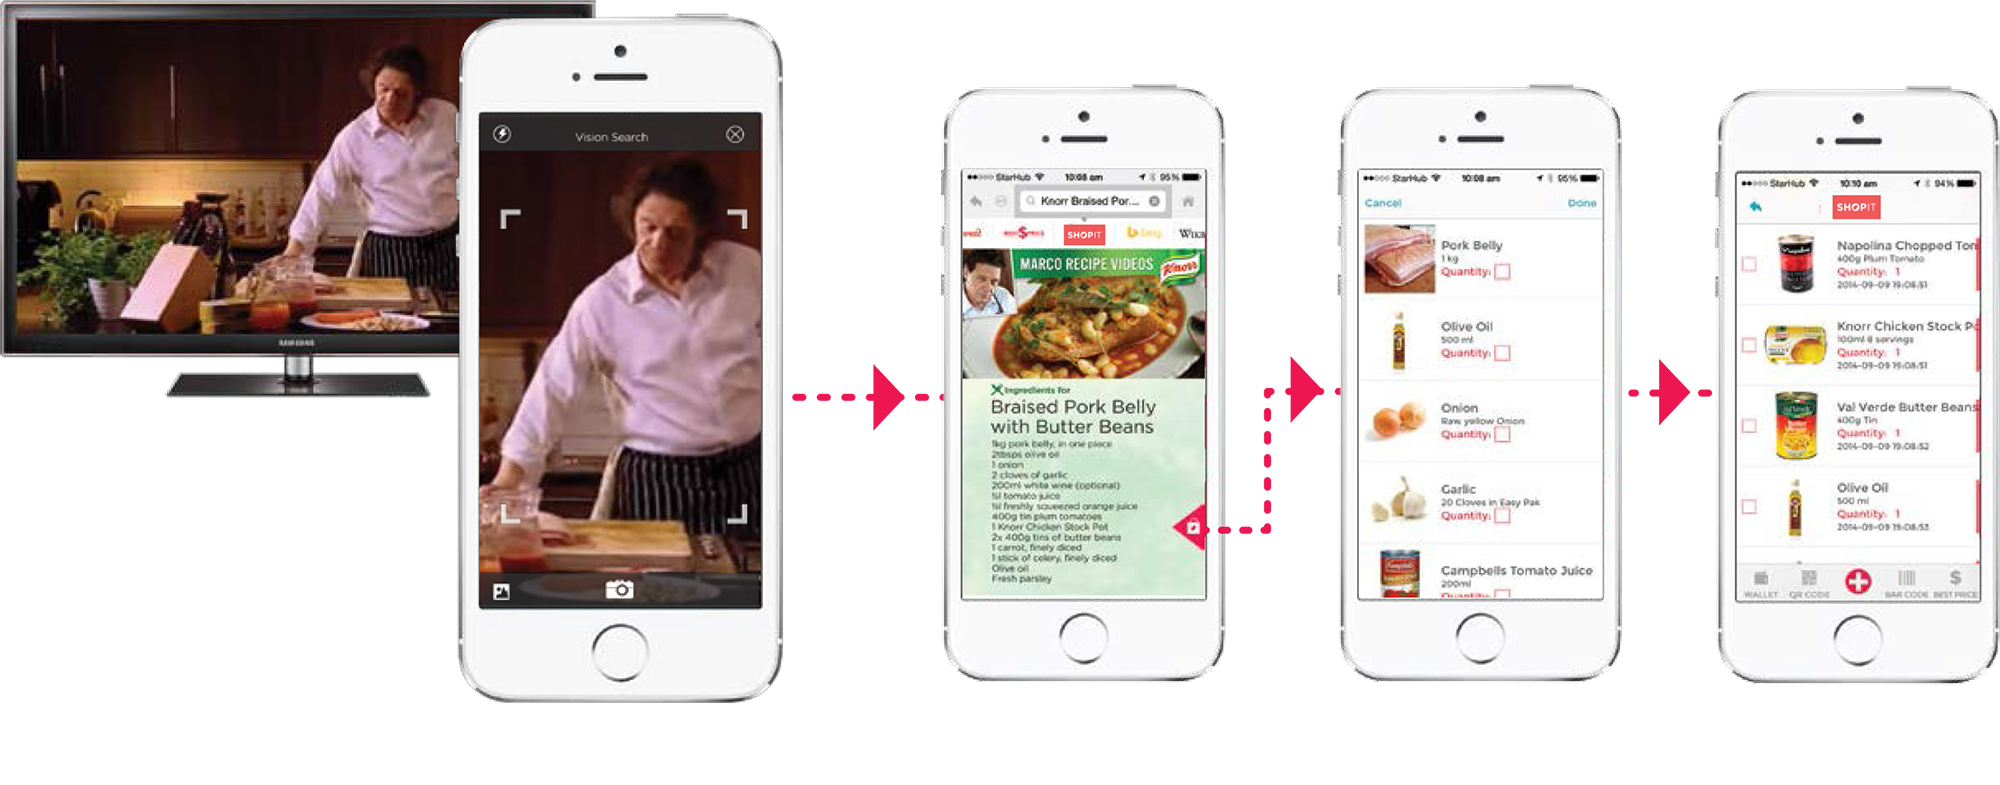 SAMSUNG
Vision Search
StarHub 10:08 am 95%
Knorr Braised Por...
BEST $ PRICE
SHOPIT
bing
MARCO RECIPE VIDEOS
Knorr
Ingredients for
Braised Pork Belly
with Butter Beans
1kg pork belly, in one piece
2tbsps olive oil
1 onion
2 cloves of garlic
200ml white wine (optional)
tomato juice
freshly squeezed orange juice
400g tin plum tomatoes
1 Knorr Chicken Stock Pot
2x 400g tins of butter beans
1 carrot, finely diced
1 stick of celery, finely diced
Olive oil
Fresh parsley
StarHub 10:08 am 95%
Cancel Done
Pork Belly
1 kg
Quantity:
Olive Oil
500 ml
Quantity:
Onion
Raw yellow Onion
Quantity:
Garlic
20 Cloves in Easy Pak
Quantity:
Campbells Tomato Juice
200ml
Quantity:
StarHub 10:10 am 94%
SHOPIT
Napolina Chopped Tom
400g Plum Tomato
Quantity: 1
2014-09-09 19:08:51
Knorr Chicken Stock Po
100ml 8 servings
Quantity: 1
2014-09-09 19:08:51
Val Verde Butter Beans
400g Tin
Quantity: 1
2014-09-09 19:08:52
Olive Oil
500 ml
Quantity: 1
2014-09-09 19:08:53
WALLET QR CODE BAR CODE BEST PRICE